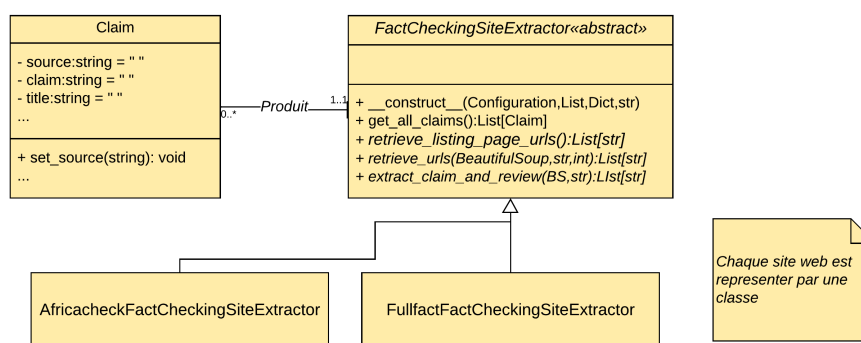 Claim
- source:string = " "
- claim:string = " "
- title:string = " "
...
+ set_source(string): void
...
0..*
Produit
1..1
FactCheckingSiteExtractor«abstract»
+ __construct__(Configuration,List,Dict,str)
+ get_all_claims():List[Claim]
+ retrieve_listing_page_urls():List[str]
+ retrieve_urls(BeautifulSoup,str,int):List[str]
+ extract_claim_and_review(BS,str):LIst[str]
AfricacheckFactCheckingSiteExtractor
FullfactFactCheckingSiteExtractor
Chaque site web est
representer par une
classe